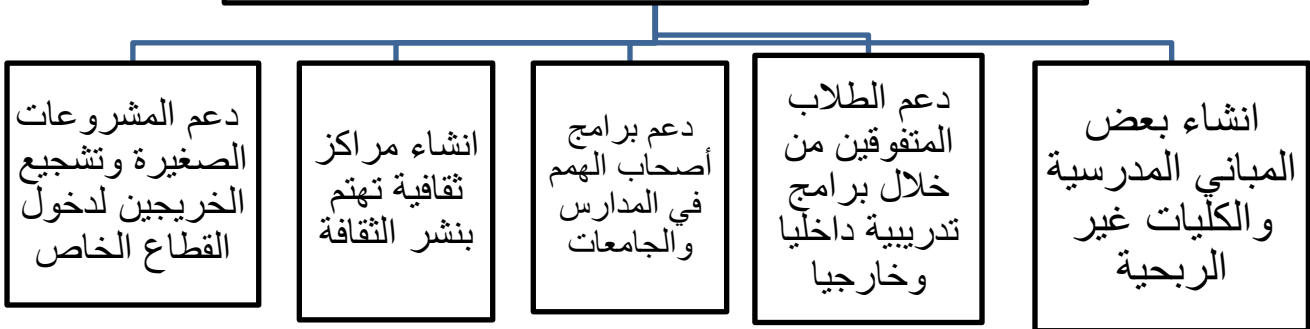 انشاء بعض
المباني المدرسية
والكليات غير
الربحية
دعم الطلاب
المتفوقين من
خلال برامج
تدريبية داخليا
وخارجيا
دعم برامج
أصحاب الهمم
في المدارس
والجامعات
انشاء مراكز
ثقافية تهتم
بنشر الثقافة
دعم المشروعات
الصغيرة وتشجيع
الخريجين لدخول
القطاع الخاص